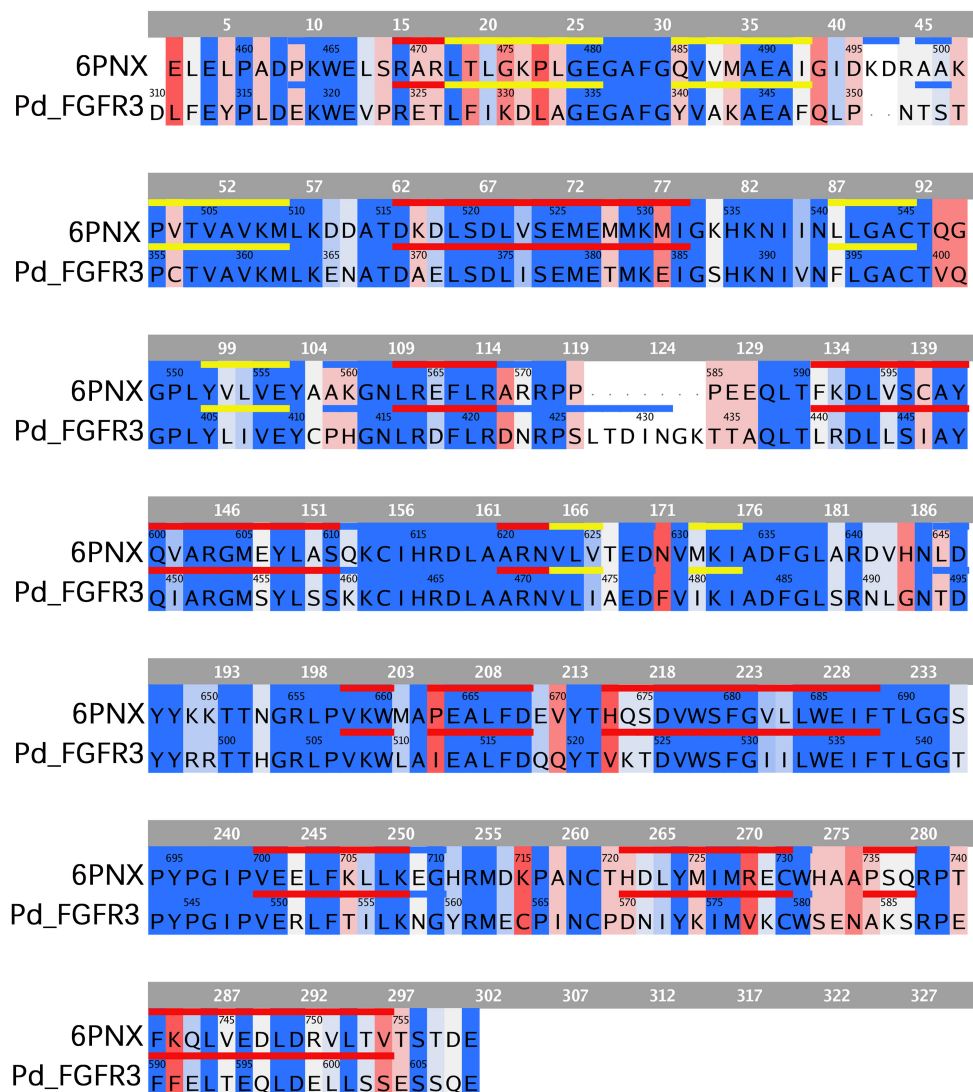 5 10 15 20 25 30 35 41 46
460 465 470 475 480 485 490 495 500
6PNX ELELPADPKWELSRARLTLGKPLGEGAFGQVVMAEAIGIDKDRAAK
310 315 320 325 330 335 340 345 350
Pd_FGFR3 DLFEYPLDEKWEVPRETLFIKDLAGEGAFGYVAKAEAFQLP··NTST
52 57 62 67 72 77 82 87 92
505 510 515 520 525 530 535 540 545
6PNX PVTVAVKMLKDDATDKDLSDLVSEMEMMKMIGKHKNIINLLGACTQG
355 360 365 370 375 380 385 390 395 400
Pd_FGFR3 PCTVAVKMLKENATDAELSDLISEMETMKEIGSHKNIVNFLGACTVQ
99 104 109 114 119 124 129 134 139
550 555 560 565 570 585 590 595
6PNX GPLYVLVEYAAKGNLREFLRARRPP·······PEEQLTFKDLVSCAY
405 410 415 420 425 430 435 440 445
Pd_FGFR3 GPLYLIVEYCPHGNLRDFLRDNRPSLTDINGKTTAQLTLRDLLSIAY
146 151 156 161 166 171 176 181 186
600 605 610 615 620 625 630 635 640 645
6PNX QVARGMEYLASQKCIHRDLAARNVLVTEDNVMKIADFGLARDVHNLD
450 455 460 465 470 475 480 485 490 495
Pd_FGFR3 QIARGMSYLSSKKCIHRDLAARNVLIAEDFVIKIADFGLSRNLGNTD
193 198 203 208 213 218 223 228 233
650 655 660 665 670 675 680 685 690
6PNX YYKKTTNGRLPVKWMAPEALFDEVYTHQSDVWSFGVLLWEIFTLGGS
500 505 510 515 520 525 530 535 540
Pd_FGFR3 YYRRTTHGRLPVKWLAIEALFDQQYTVKTDVWSFGIILWEIFTLGGT
240 245 250 255 260 265 270 275 280
695 700 705 710 715 720 725 730 735 740
6PNX PYPGIPVEELFKLLKEGHRMDKPANCTHDLYMIMRECWHAAPSQRPT
545 550 555 560 565 570 575 580 585
Pd_FGFR3 PYPGIPVERLFTILKNGYRMECPINCPDNIYKIMVKCWSENAKSRPE
287 292 297 302 307 312 317 322 327
745 750 755
6PNX FKQLVEDLDRVLTVTSTDE
590 595 600 605
Pd_FGFR3 FFELTEQLDELLSSESSQE